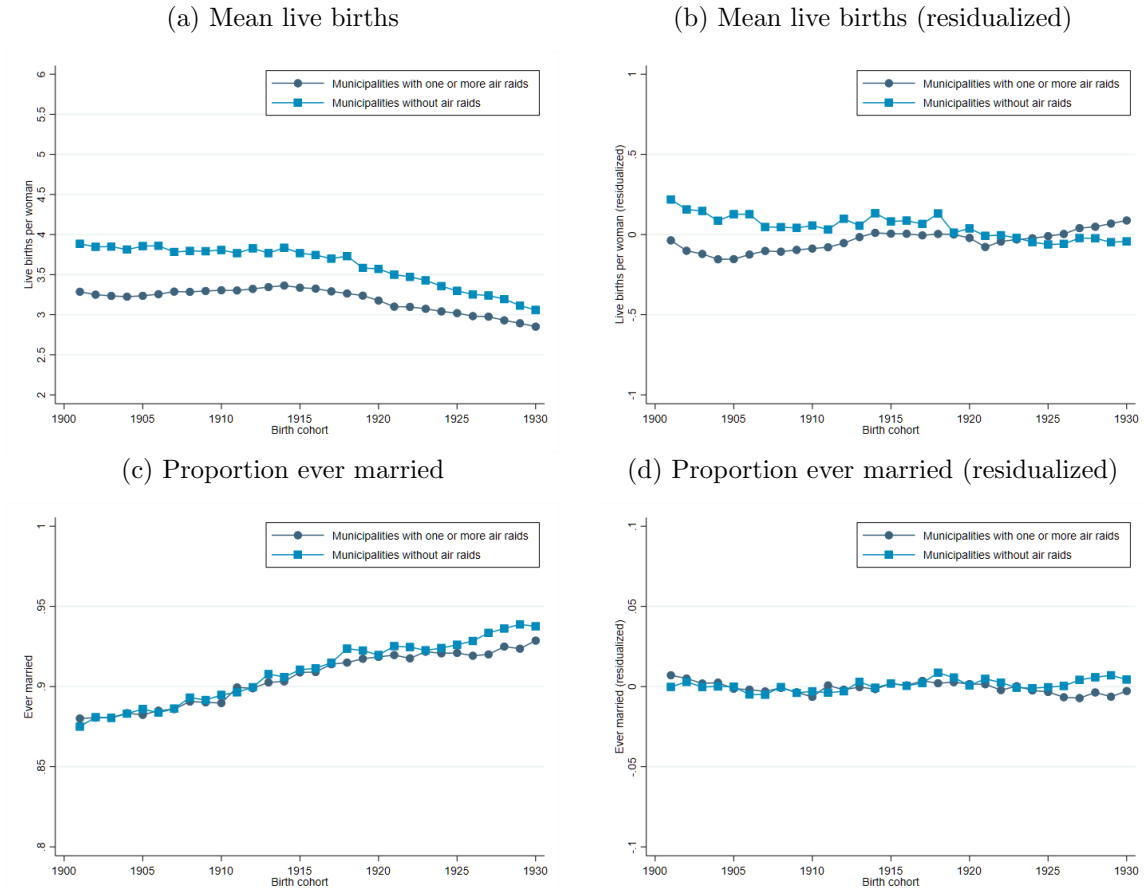 (a) Mean live births
Live births per woman
6
5.5
5
4.5
4
3.5
3
2.5
2
Municipalities with one or more air raids
Municipalities without air raids
1900 1905 1910 1915 1920 1925 1930
Birth cohort
(b) Mean live births (residualized)
Live births per woman (residualized)
1
.5
0
-.5
-1
Municipalities with one or more air raids
Municipalities without air raids
1900 1905 1910 1915 1920 1925 1930
Birth cohort
(c) Proportion ever married
Ever married
1
.95
.9
.85
.8
Municipalities with one or more air raids
Municipalities without air raids
1900 1905 1910 1915 1920 1925 1930
Birth cohort
(d) Proportion ever married (residualized)
Ever married (residualized)
.1
.05
0
-.05
-.1
Municipalities with one or more air raids
Municipalities without air raids
1900 1905 1910 1915 1920 1925 1930
Birth cohort